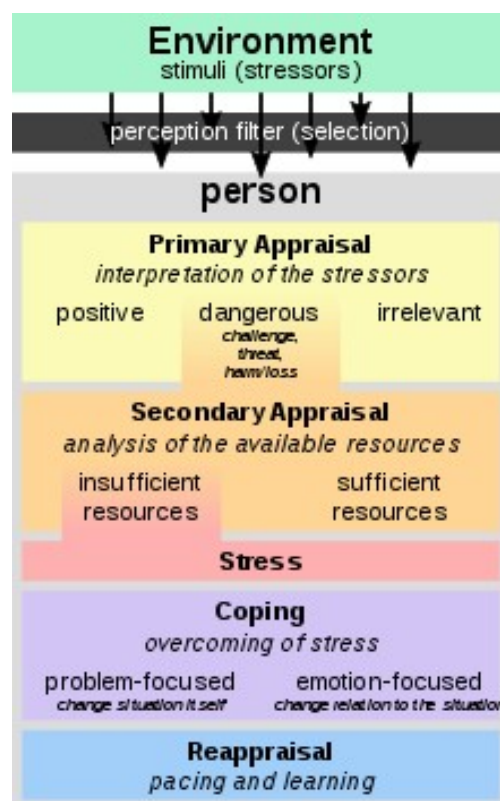 Environment
stimuli (stressors)
perception filter (selection)
person
Primary Appraisal
interpretation of the stressors
positive dangerous irrelevant
challenge,
threat,
harm/loss
Secondary Appraisal
analysis of the available resources
insufficient sufficient
resources resources
Stress
Coping
overcoming of stress
problem-focused emotion-focused
change situation itself change relation to the situation
Reappraisal
pacing and learning